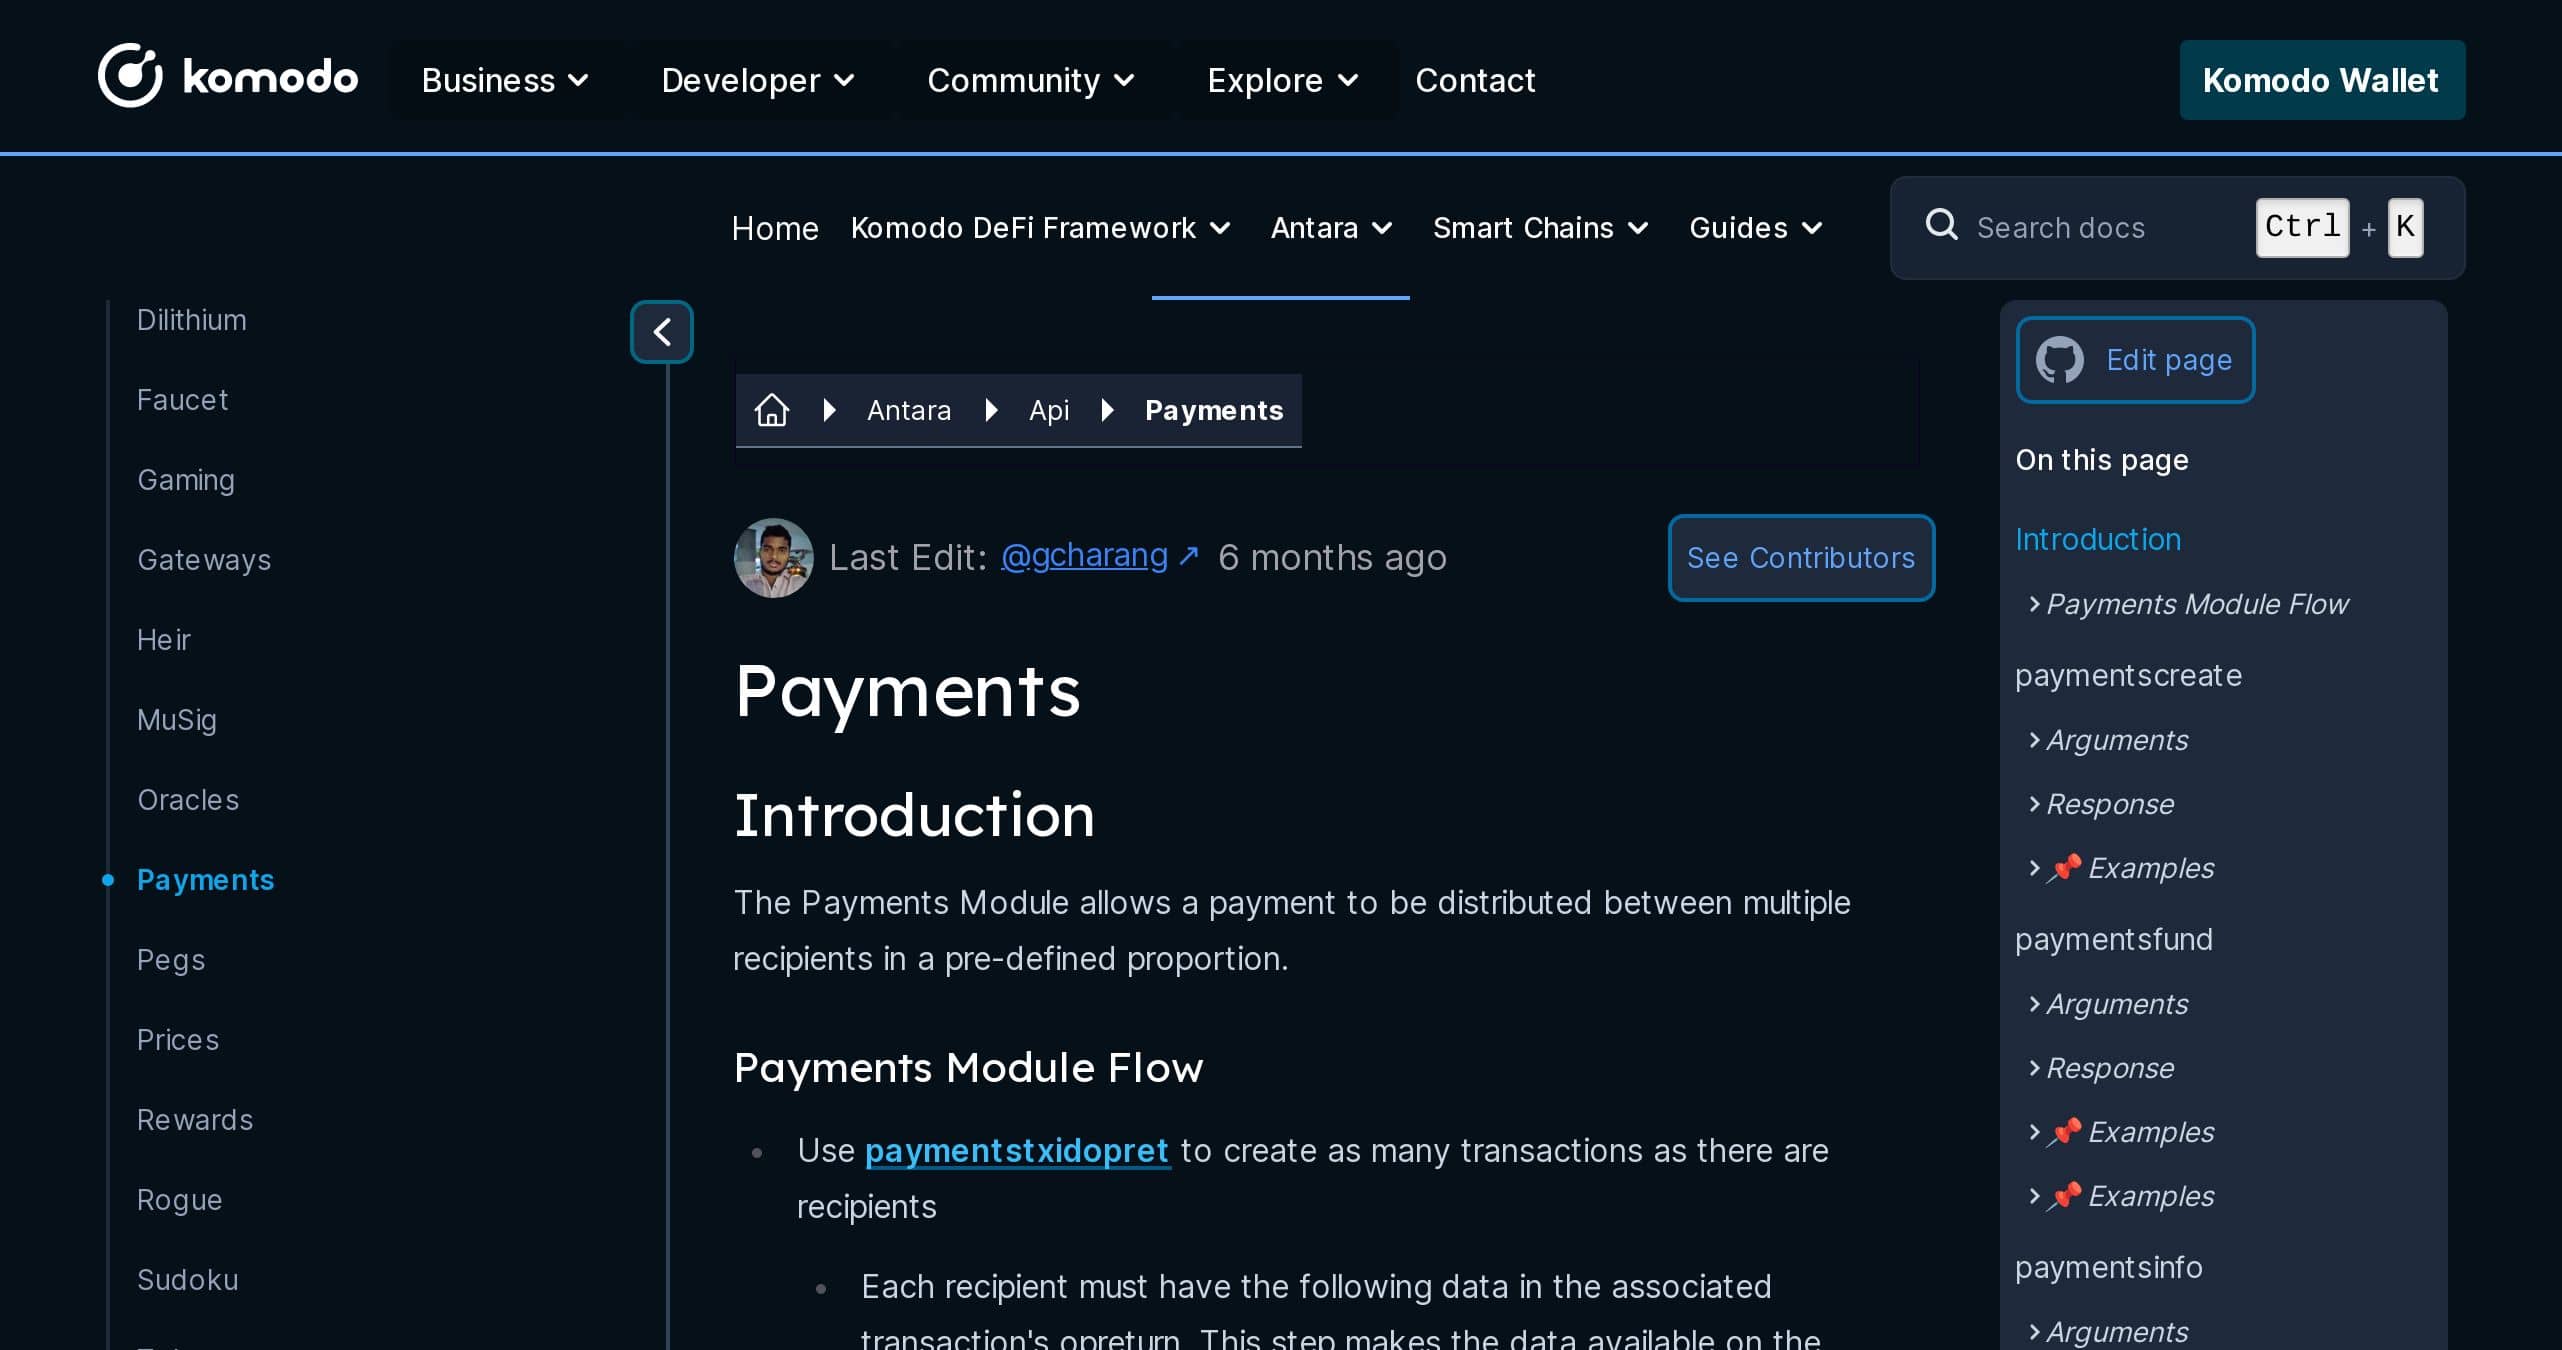 komodo
Business
Developer
Community
Explore
Contact
Komodo Wallet
Home
Komodo DeFi Framework
Antara
Smart Chains
Guides
Search docs
Ctrl + K
Dilithium
Faucet
Gaming
Gateways
Heir
MuSig
Oracles
Payments
Pegs
Prices
Rewards
Rogue
Sudoku
Antara
Api
Payments
Last Edit: @gcharang ↗ 6 months ago
See Contributors
Payments
Introduction
The Payments Module allows a payment to be distributed between multiple
recipients in a pre-defined proportion.
Payments Module Flow
Use paymentstxidopret to create as many transactions as there are
recipients
Each recipient must have the following data in the associated
transaction's opreturn. This step makes the data available on the
Edit page
On this page
Introduction
Payments Module Flow
paymentscreate
Arguments
Response
📌 Examples
paymentsfund
Arguments
Response
📌 Examples
📌 Examples
paymentsinfo
Arguments